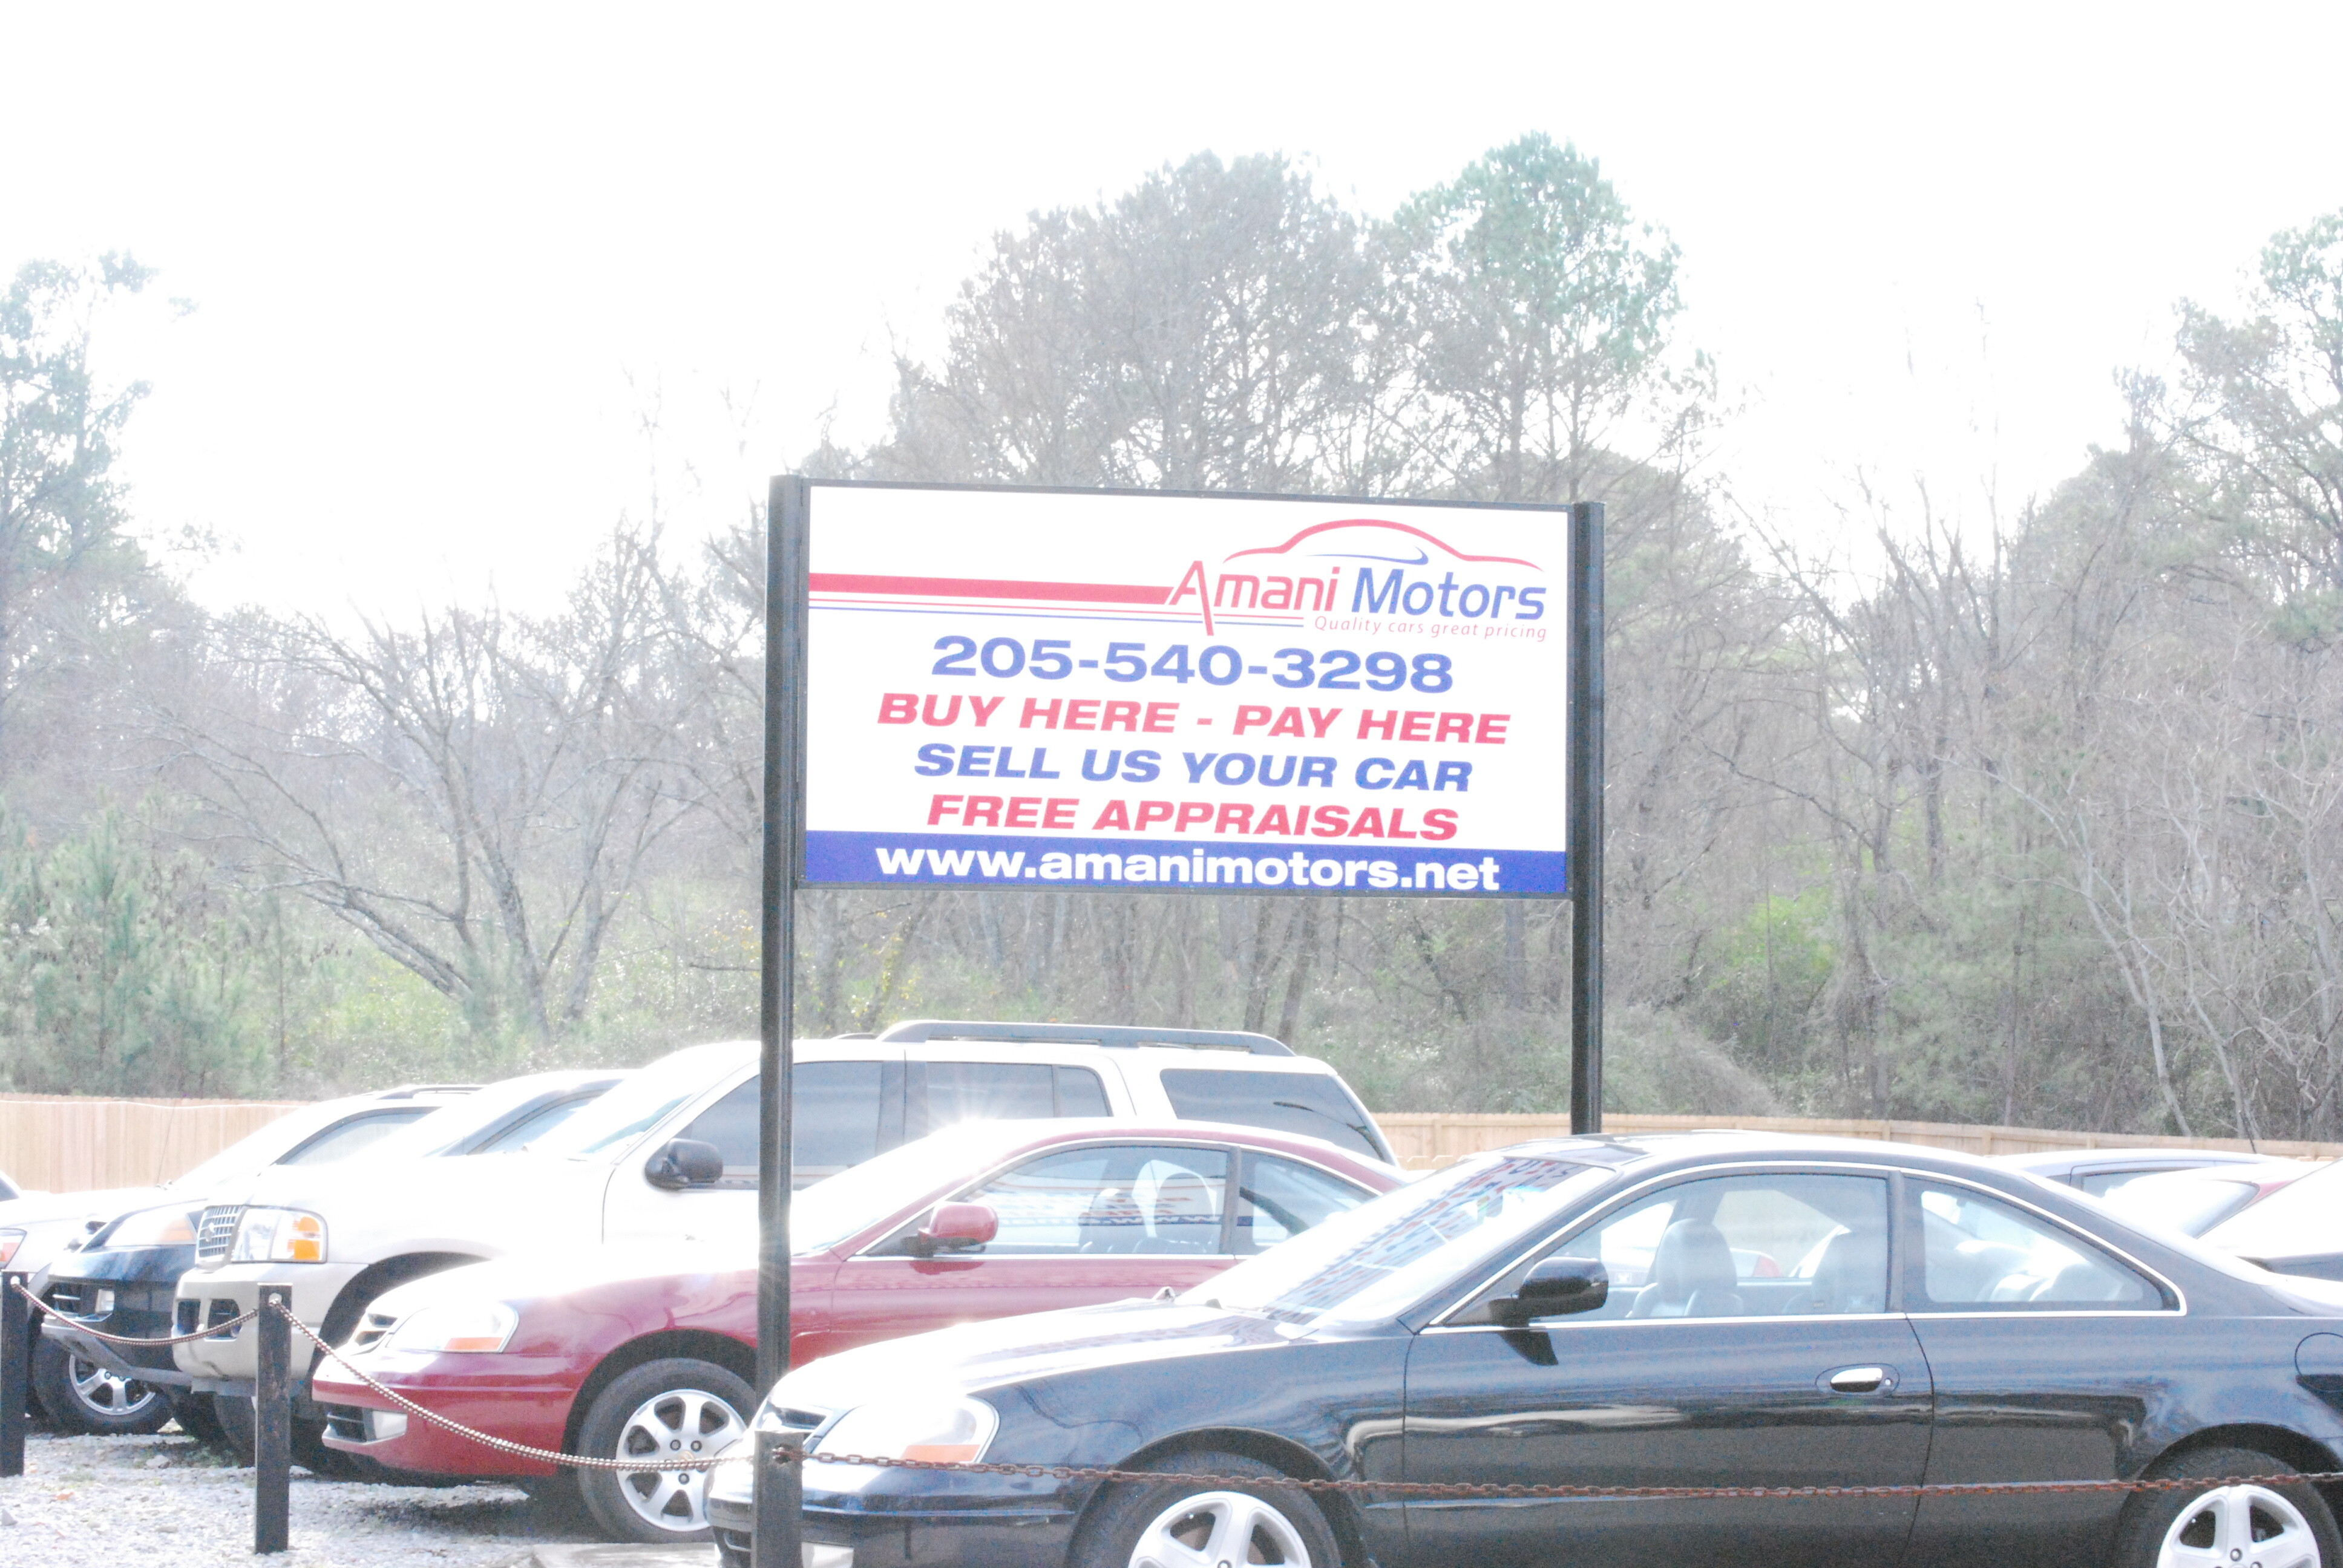 Amani Motors
Quality cars great pricing
205-540-3298
BUY HERE - PAY HERE
SELL US YOUR CAR
FREE APPRAISALS
www.amanimotors.net